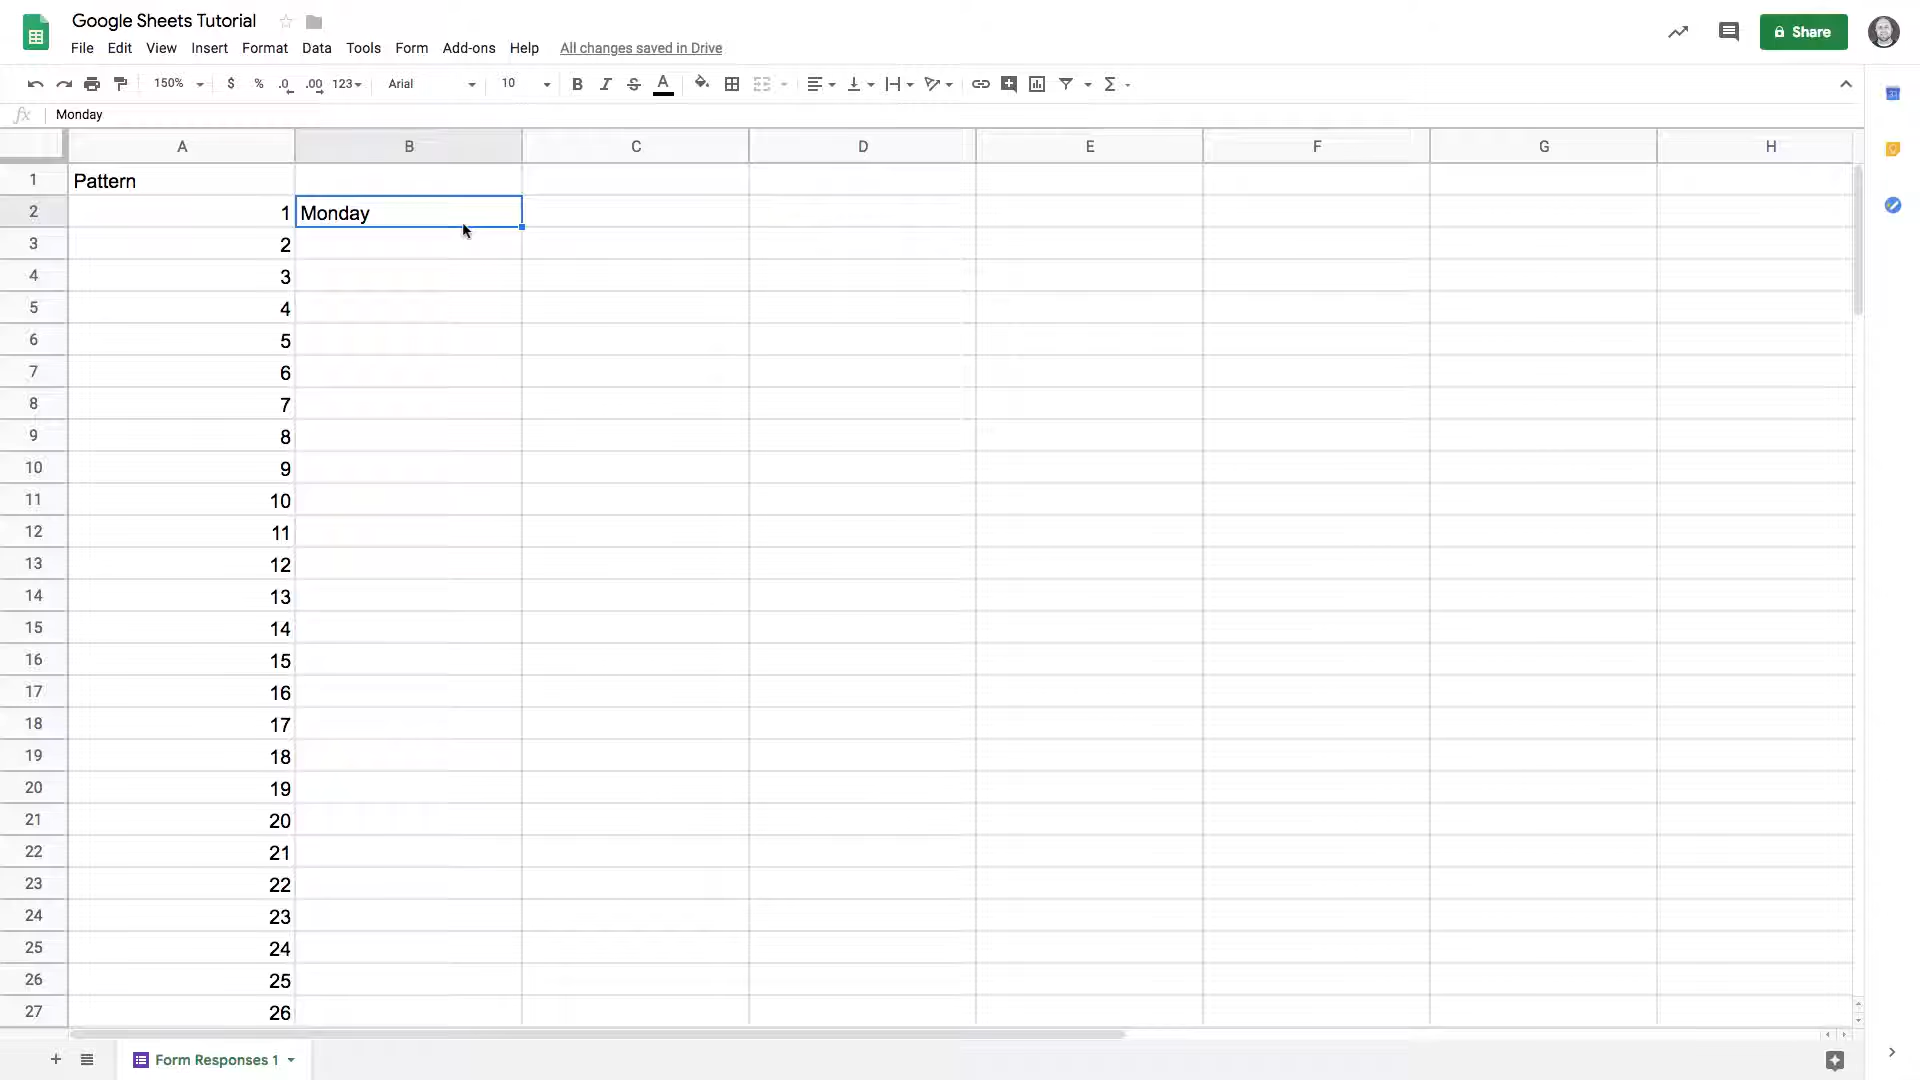 Google Sheets Tutorial
File Edit View Insert Format Data Tools Form Add-ons Help All changes saved in Drive
Share
150% $ % .0 .00 123 Arial 10 B I S A
fx Monday
A B C D E F G H
1 Pattern
2 1 Monday
3 2
4 3
5 4
6 5
7 6
8 7
9 8
10 9
11 10
12 11
13 12
14 13
15 14
16 15
17 16
18 17
19 18
20 19
21 20
22 21
23 22
24 23
25 24
26 25
27 26
Form Responses 1